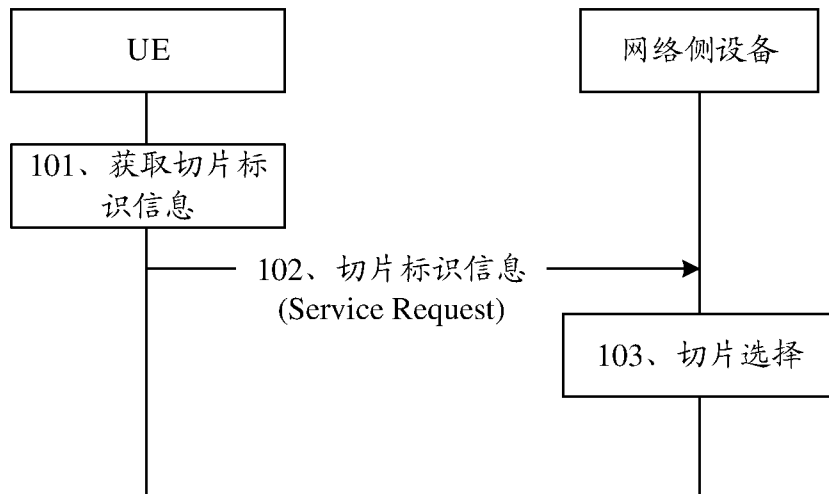 UE
网络侧设备
101、获取切片标
识信息
102、切片标识信息
(Service Request)
103、切片选择